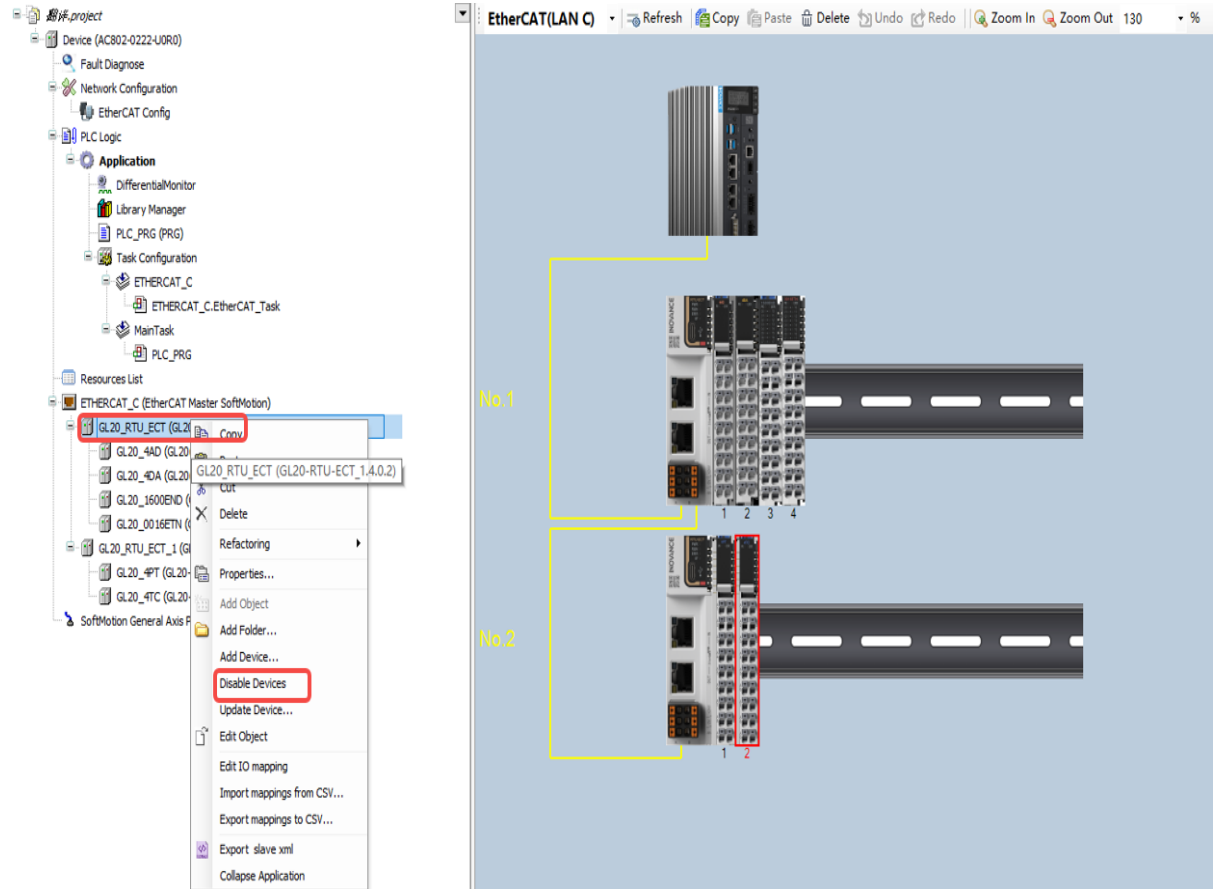 翻译.project
Device (AC802-0222-U0R0)
Fault Diagnose
Network Configuration
EtherCAT Config
PLC Logic
Application
DifferentialMonitor
Library Manager
PLC_PRG (PRG)
Task Configuration
ETHERCAT_C
ETHERCAT_C.EtherCAT_Task
MainTask
PLC_PRG
Resources List
ETHERCAT_C (EtherCAT Master SoftMotion)
GL20_RTU_ECT (GL20
GL20_4AD (GL20
GL20_4DA (GL20
GL20_1600END (
GL20_0016ETN (
GL20_RTU_ECT_1 (
GL20_4PT (GL20-
GL20_4TC (GL20-
SoftMotion General Axis
Copy
GL20_RTU_ECT (GL20-RTU-ECT_1.4.0.2)
Cut
Delete
Refactoring
Properties...
Add Object
Add Folder...
Add Device...
Disable Devices
Update Device...
Edit Object
Edit IO mapping
Import mappings from CSV...
Export mappings to CSV...
Export slave xml
Collapse Application
EtherCAT(LAN C) Refresh Copy Paste Delete Undo Redo Zoom In Zoom Out 130 %
No.1
INOVANCE
1 2 3 4
No.2
INOVANCE
1 2